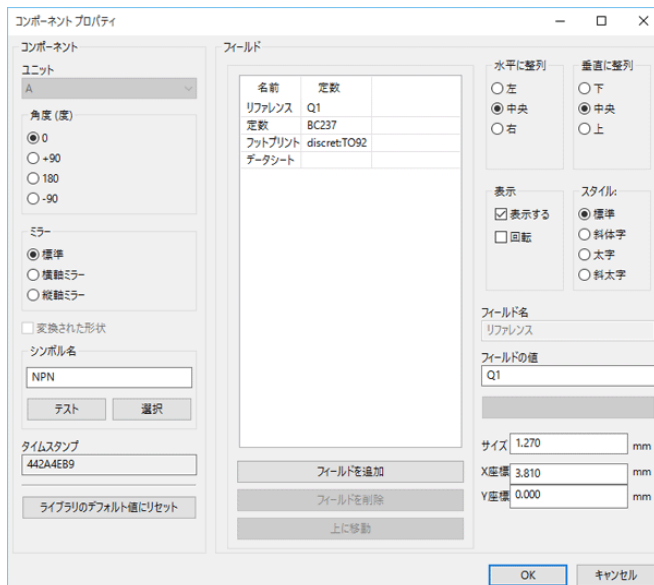 コンポーネント プロパティ
コンポーネント
ユニット
A
角度 (度)
0
+90
180
-90
ミラー
標準
横軸ミラー
縦軸ミラー
変換された形状
シンボル名
NPN
テスト 選択
タイムスタンプ
442A4EB9
ライブラリのデフォルト値にリセット
フィールド
名前 定数
リファレンス Q1
定数 BC237
フットプリント discret:TO92
データシート
フィールドを追加
フィールドを削除
上に移動
水平に整列
左
中央
右
垂直に整列
下
中央
上
表示
表示する
回転
スタイル:
標準
斜体字
太字
斜太字
フィールド名
リファレンス
フィールドの値
Q1
サイズ 1.270 mm
X座標 3.810 mm
Y座標 0.000 mm
OK キャンセル